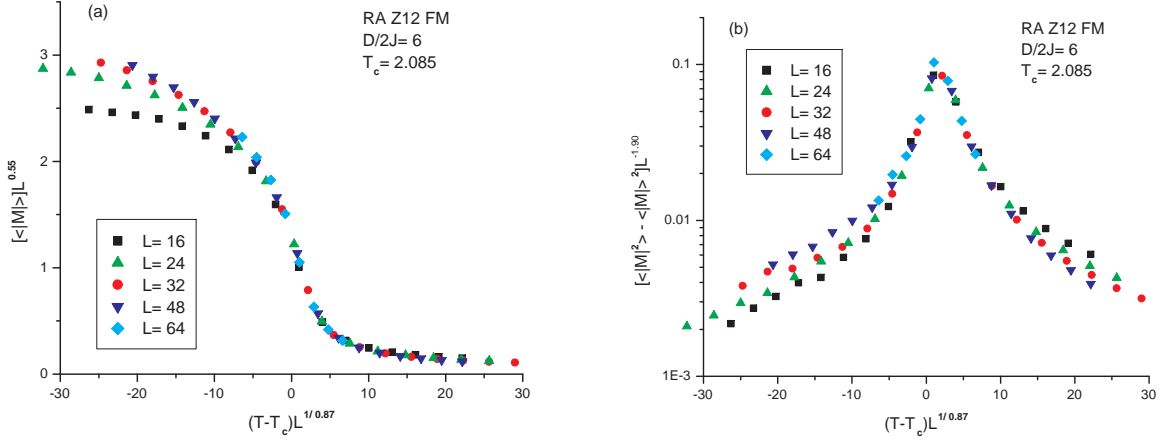 (a)
RA Z12 FM
D/2J= 6
T_c = 2.085
[<|M|>]L^0.55
3
2
1
0
L= 16
L= 24
L= 32
L= 48
L= 64
-30 -20 -10 0 10 20 30
(T-T_c)L^1/ 0.87
(b)
RA Z12 FM
D/2J= 6
T_c = 2.085
[<|M|^2> - <|M|>^2]L^-1.90
0.1
0.01
1E-3
L= 16
L= 24
L= 32
L= 48
L= 64
-30 -20 -10 0 10 20 30
(T-T_c)L^1/ 0.87